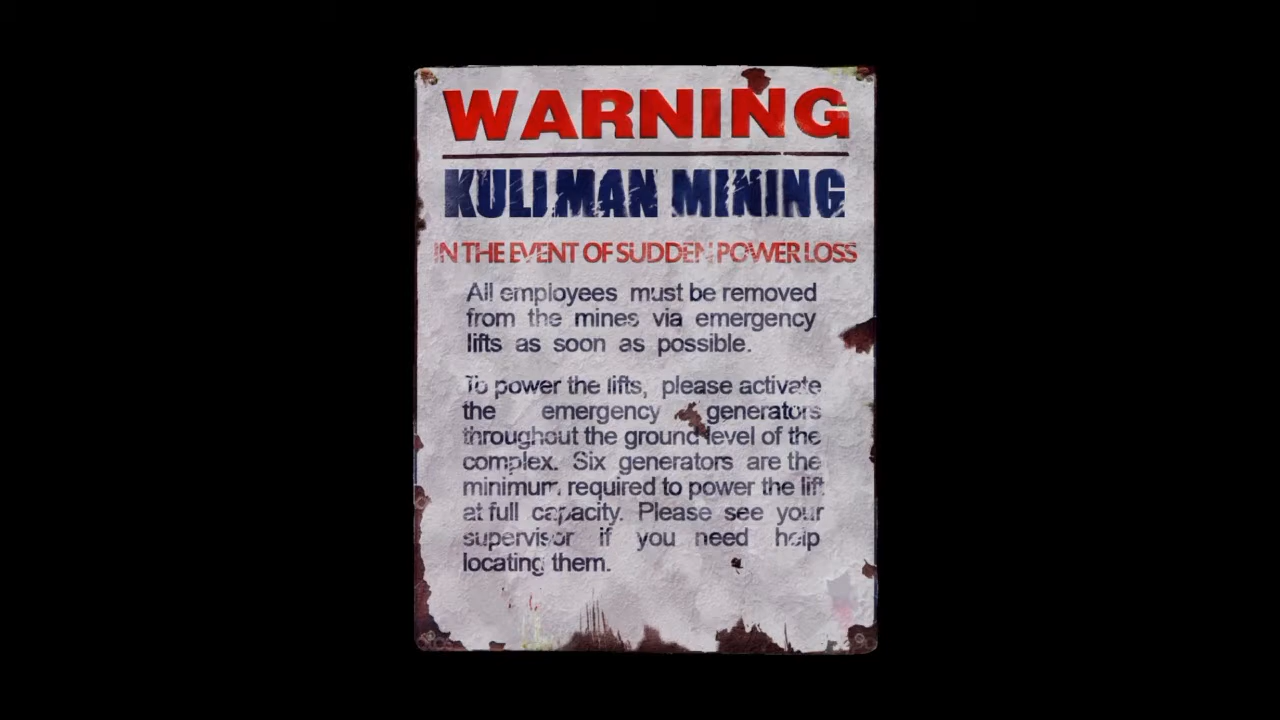 WARNING
KULLMAN MINING
IN THE EVENT OF SUDDEN POWER LOSS
All employees must be removed
from the mines via emergency
lifts as soon as possible.
To power the lifts, please activate
the emergency generators
throughout the ground level of the
complex. Six generators are the
minimum required to power the lift
at full capacity. Please see your
supervisor if you need help
locating them.